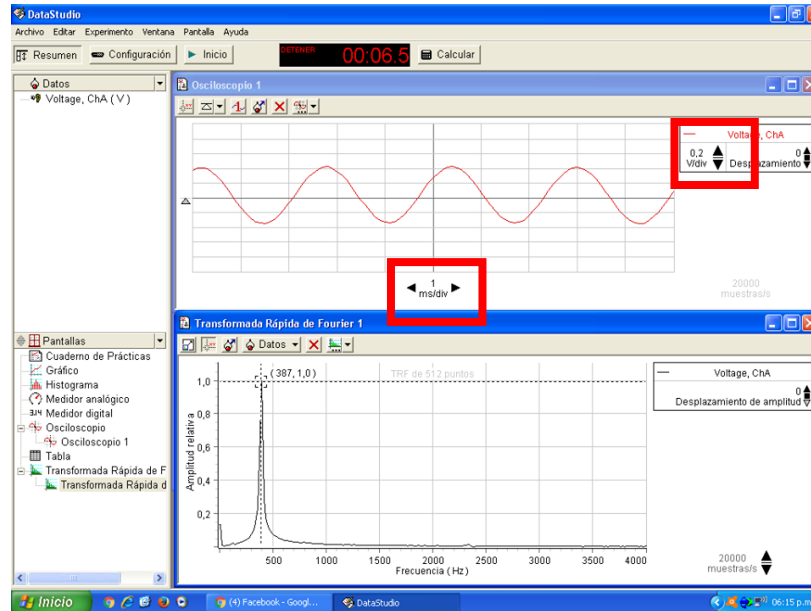 DataStudio
Archivo Editar Experimento Ventana Pantalla Ayuda
Resumen Configuración Inicio DETENER 00:06.5 Calcular
Datos
Voltage, ChA (V)
Osciloscopio 1
Voltage, ChA
0,2
V/div
0
Desplazamiento
1
ms/div
20000
muestras/s
Pantallas
Cuaderno de Prácticas
Gráfico
Histograma
Medidor analógico
3.14 Medidor digital
Osciloscopio
Osciloscopio 1
Tabla
Transformada Rápida de F
Transformada Rápida d
Transformada Rápida de Fourier 1
Datos
(387, 1,0)
TRF de 512 puntos
Voltage, ChA
0
Desplazamiento de amplitud
Amplitud relativa
1,0
0,8
0,6
0,4
0,2
500 1000 1500 2000 2500 3000 3500 4000
Frecuencia (Hz)
20000
muestras/s
Inicio
(4) Facebook - Googl...
DataStudio
06:15 p.m